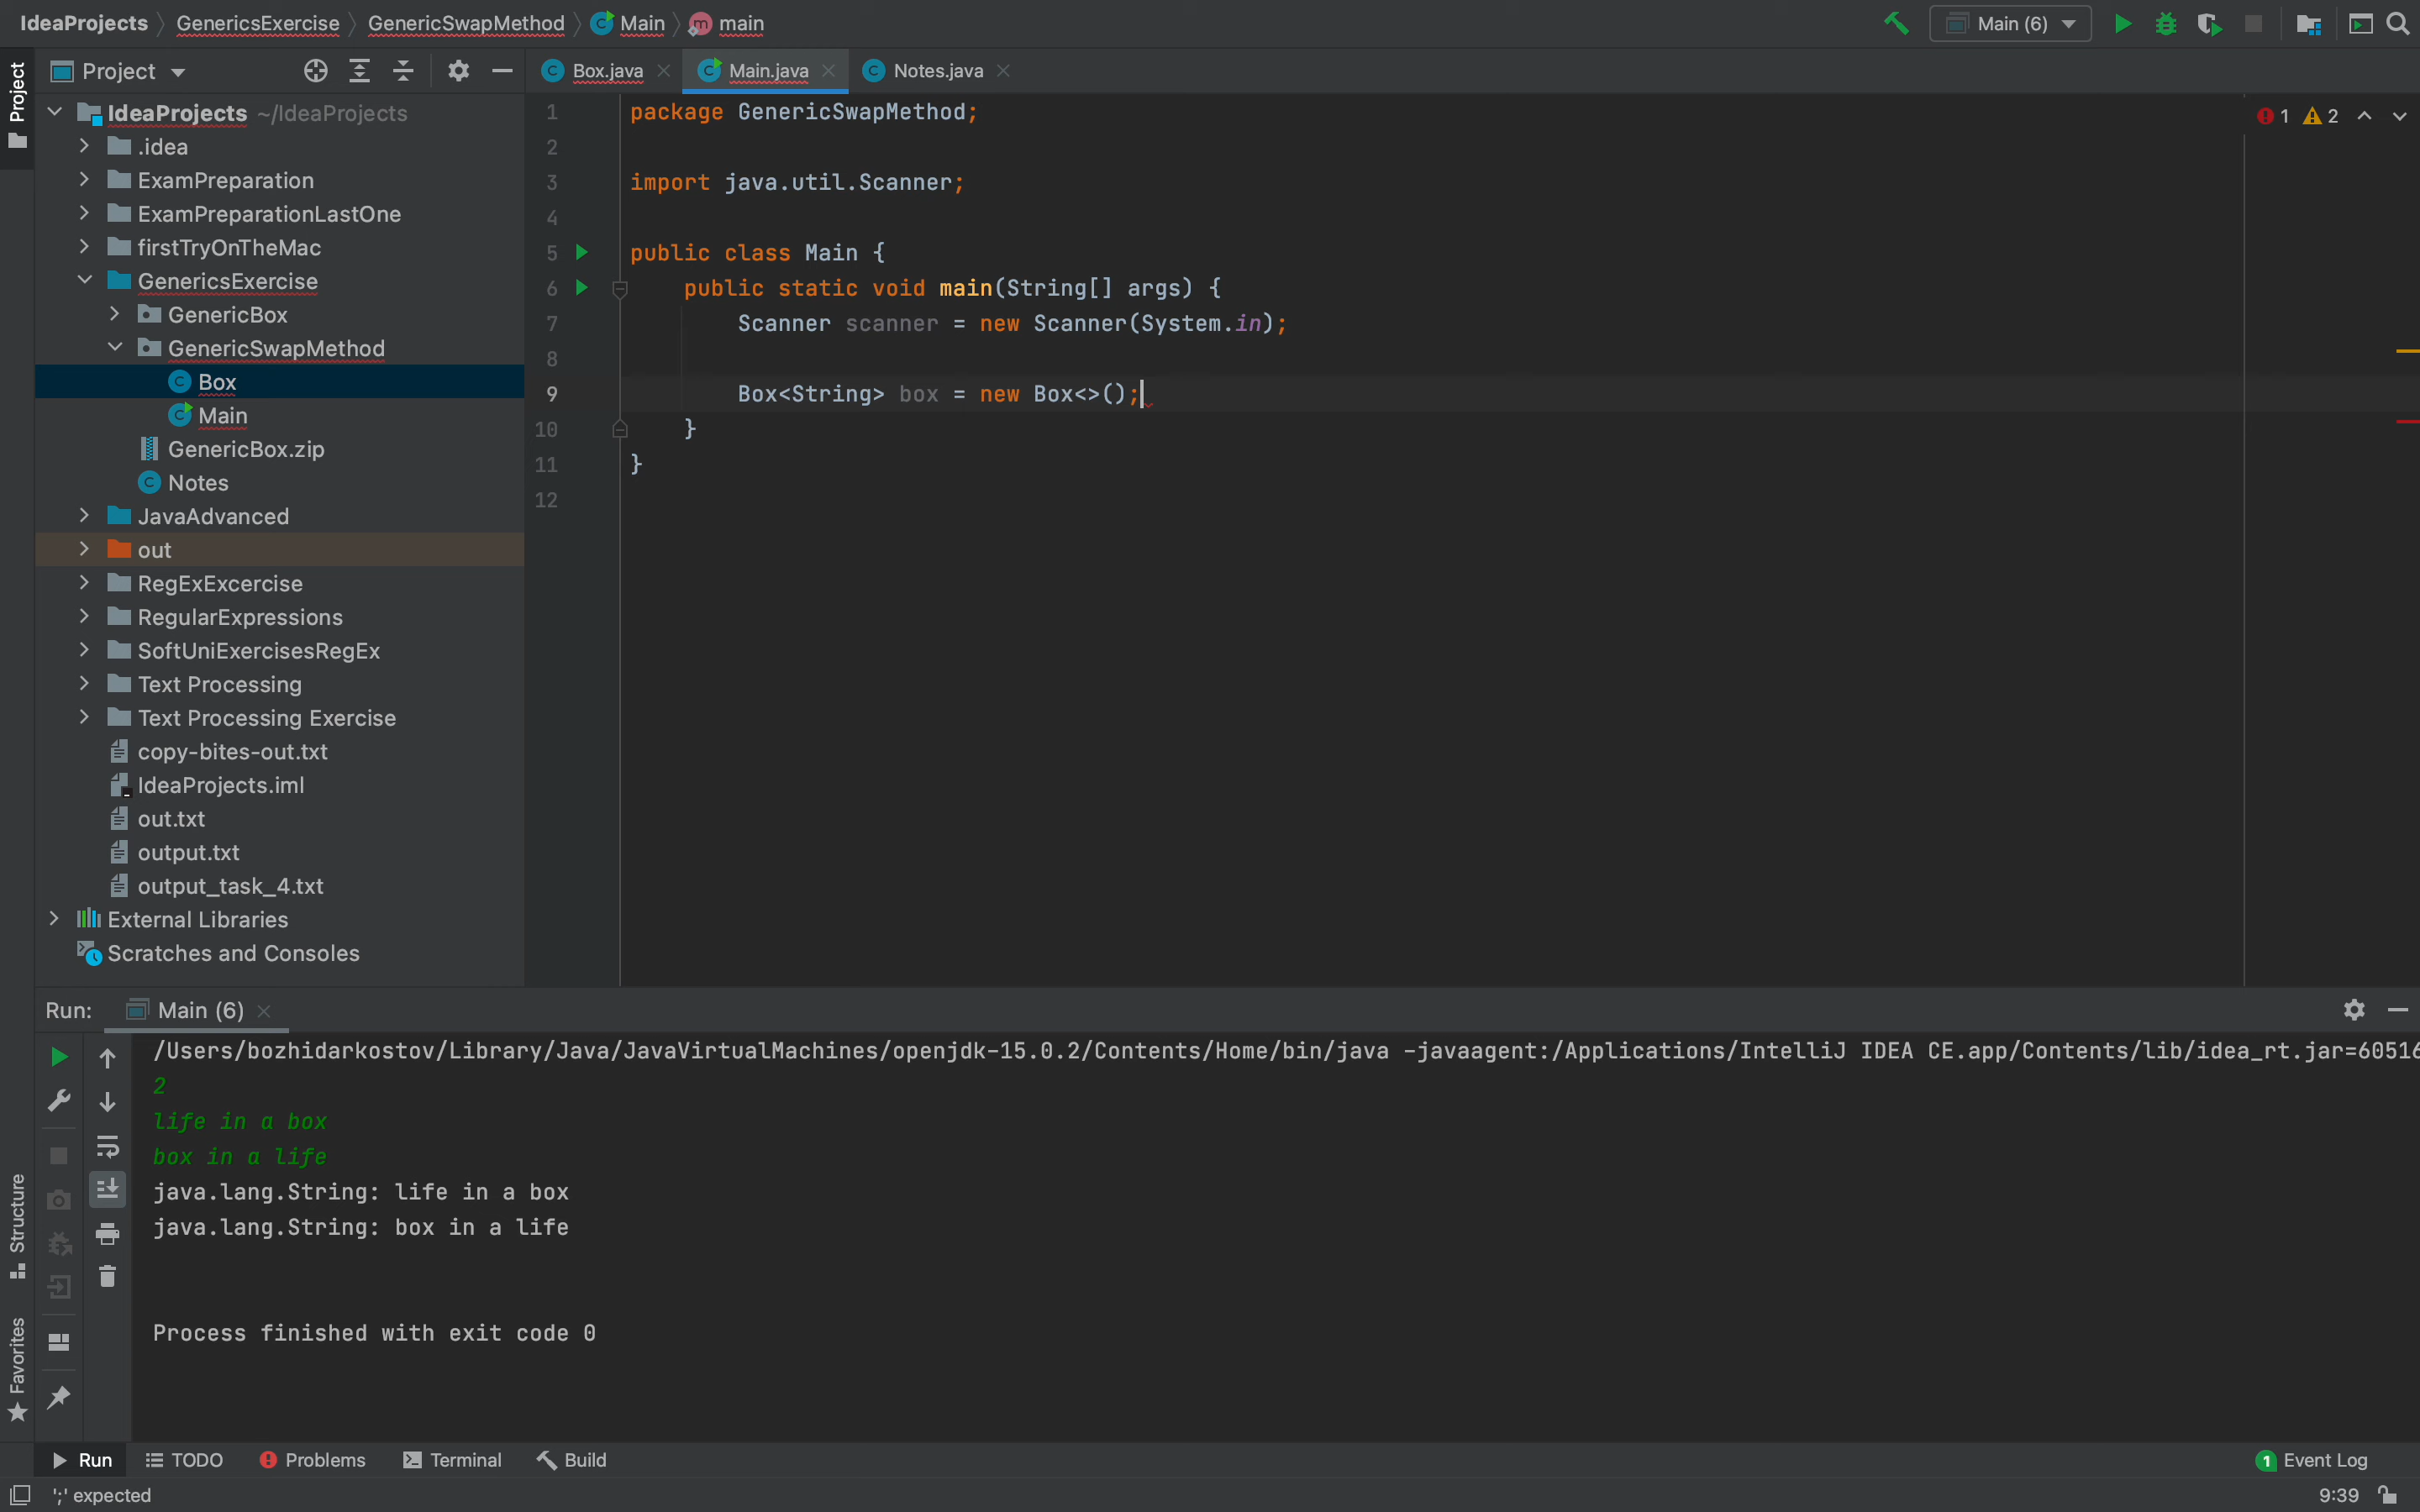 IdeaProjects GenericsExercise GenericSwapMethod Main main
Main (6)
Project
Project
Box.java
Main.java
Notes.java
IdeaProjects ~/IdeaProjects
.idea
ExamPreparation
ExamPreparationLastOne
firstTryOnTheMac
GenericsExercise
GenericBox
GenericSwapMethod
Box
Main
GenericBox.zip
Notes
JavaAdvanced
out
RegExExcercise
RegularExpressions
SoftUniExercisesRegEx
Text Processing
Text Processing Exercise
copy-bites-out.txt
IdeaProjects.iml
out.txt
output.txt
output_task_4.txt
External Libraries
Scratches and Consoles
1 package GenericSwapMethod;
2
3 import java.util.Scanner;
4
5 public class Main {
6 public static void main(String[] args) {
7 Scanner scanner = new Scanner(System.in);
8
9 Box<String> box = new Box<>();
10 }
11 }
12
1 2
Run: Main (6)
/Users/bozhidarkostov/Library/Java/JavaVirtualMachines/openjdk-15.0.2/Contents/Home/bin/java -javaagent:/Applications/IntelliJ IDEA CE.app/Contents/lib/idea_rt.jar=60516
2
life in a box
box in a life
java.lang.String: life in a box
java.lang.String: box in a life
Process finished with exit code 0
Structure
Favorites
Run TODO Problems Terminal Build
1 Event Log
';' expected
9:39